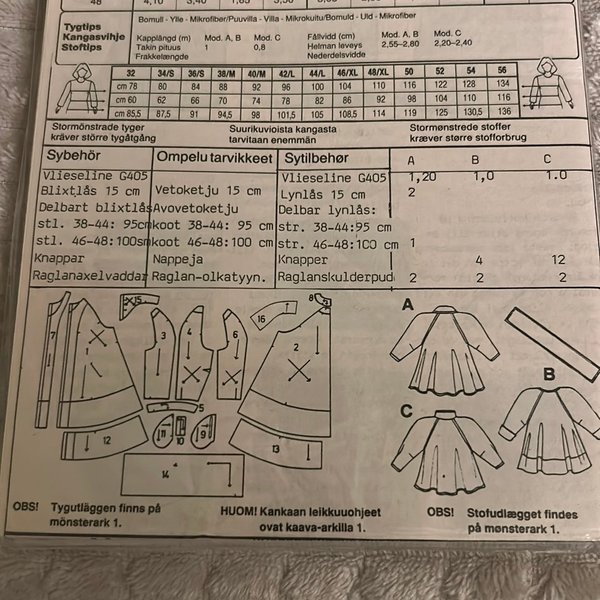 48
Tygtips
Kangasvihje
Stoftips
Bomull - Ylle - Mikrofiber/Puuvilla - Villa - Mikrokuitu/Bomuld - Uld - Mikrofiber
Kapplängd (m) Mod. A, B Mod. C
Takin pituus 1 0,8
Frakkelængde
Fållvidd (cm) Mod. A, B Mod. C
Helman leveys 2,55–2,80 2,20–2,40
Nederdelsvidde
32 34/S 36/S 38/M 40/M 42/L 44/L 46/XL 48/XL 50 52 54 56
cm 78 80 84 88 92 96 100 104 110 116 122 128 134
cm 60 62 66 70 74 78 82 86 92 98 104 110 116
cm 85,5 87,5 91 94,5 98 101,5 105 108,5 114 119 125 130,5 136
Stormönstrade tyger
kräver större tygåtgång
Suurikuvioista kangasta
tarvitaan enemmän
Stormønstrede stoffer
kræver større stofforbrug
Sybehör Ompelutarvikkeet Sytilbehør A B C
Vlieseline G405 Vlieseline G405 1,20 1,0 1.0
Blixtlås 15 cm Vetoketju 15 cm Lynlås 15 cm 2
Delbart blixtlås Avovetoketju Delbar lynlås:
stl. 38-44: 95cm koot 38-44: 95 cm str. 38-44:95 cm
stl. 46-48:100cm koot 46-48:100 cm str. 46-48:100 cm 1
Knappar Nappeja Knapper 4 12
Raglanaxelvaddar Raglan-olkatyyn. Raglanskulderpud 2 2 2
7
1
15
3
4
6
16
8
9
2
5
12
11
10
9
13
14
A
B
C
OBS! Tygutläggen finns på
mönsterark 1.
HUOM! Kankaan leikkuuohjeet
ovat kaava-arkilla 1.
OBS! Stofudlægget findes
på mønsterark 1.